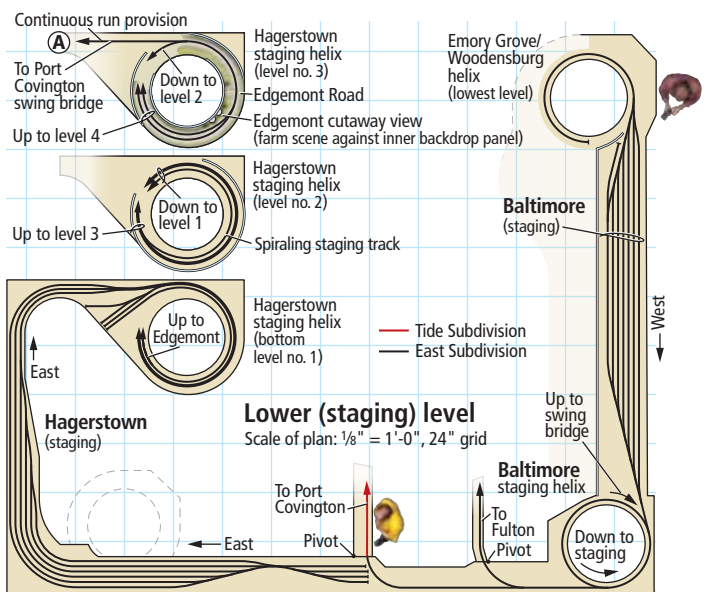 Continuous run provision
A
To Port
Covington
swing bridge
Down to
level 2
Up to level 4
Hagerstown
staging helix
(level no. 3)
Edgemont Road
Edgemont cutaway view
(farm scene against inner backdrop panel)
Emory Grove/
Woodensburg
helix
(lowest level)
Hagerstown
staging helix
(level no. 2)
Down to
level 1
Up to level 3
Spiraling staging track
Baltimore
(staging)
West
Hagerstown
staging helix
(bottom
level no. 1)
Up to
Edgemont
Tide Subdivision
East Subdivision
East
Hagerstown
(staging)
Lower (staging) level
Scale of plan: 1/8" = 1'-0", 24" grid
Up to
swing
bridge
Baltimore
staging helix
To Port
Covington
To
Fulton
Down to
staging
East
Pivot
Pivot